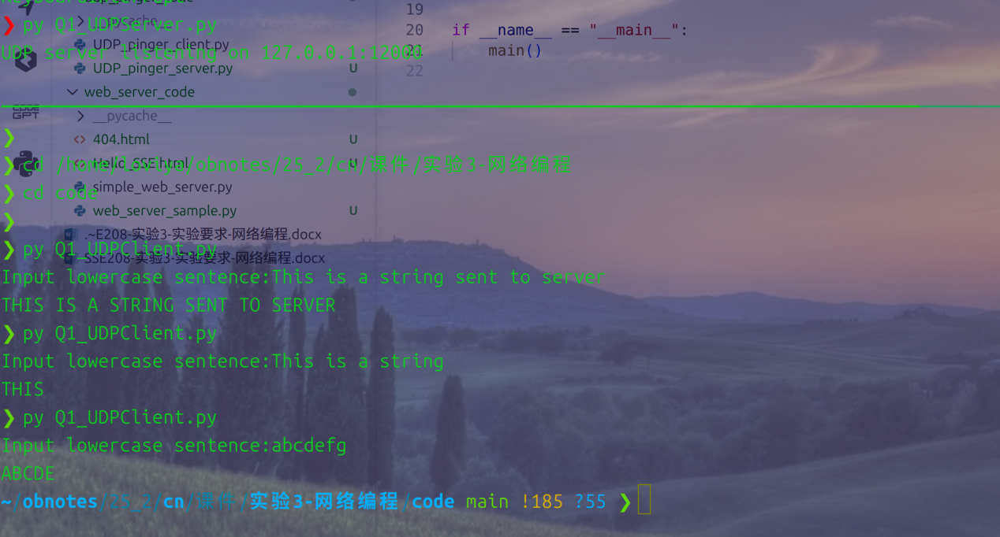 py Q1_UDPServer.py
UDP server listening on 127.0.0.1:12000
__pycache__
UDP_pinger_client.py
UDP_pinger_server.py U
web_server_code
__pycache__
404.html U
Hello_SSE.html
simple_web_server.py
web_server_sample.py U
.~E208-实验3-实验要求-网络编程.docx
SSE208-实验3-实验要求-网络编程.docx
CODE
GPT
19
20 if __name__ == "__main__":
21 main()
22
❯
❯ cd /home/lovlye/obnotes/25_2/cn/课件/实验3-网络编程
❯ cd code
❯
❯ py Q1_UDPClient.py
Input lowercase sentence:This is a string sent to server
THIS IS A STRING SENT TO SERVER
❯ py Q1_UDPClient.py
Input lowercase sentence:This is a string
THIS
❯ py Q1_UDPClient.py
Input lowercase sentence:abcdefg
ABCDE
~/obnotes/25_2/cn/课件/实验3-网络编程/code main !185 ?55 ❯